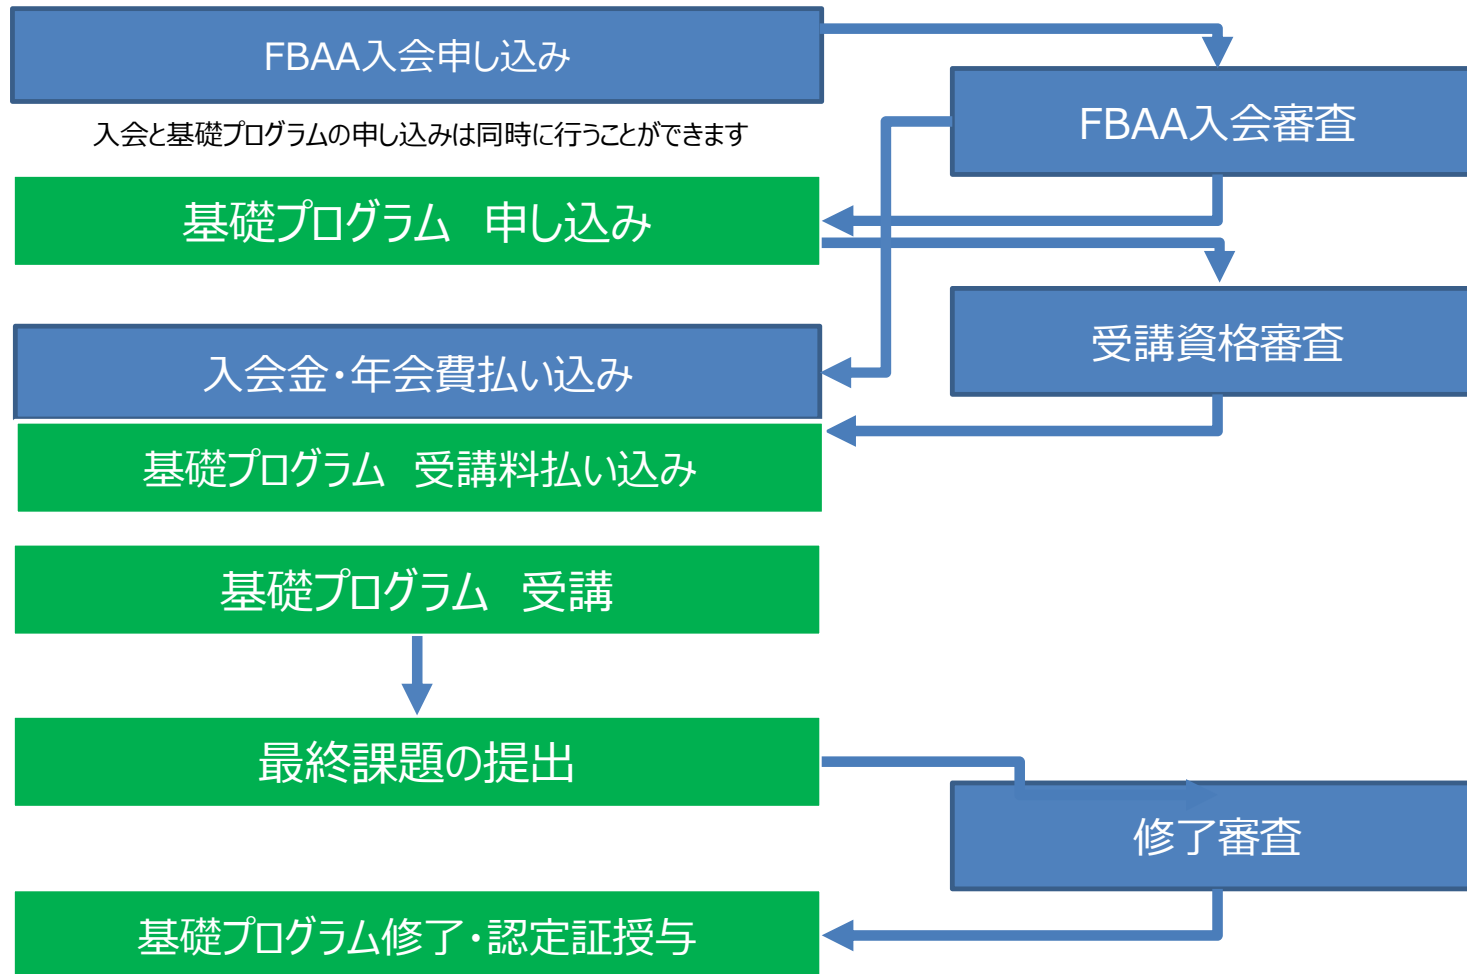 FBAA入会申し込み
FBAA入会審査
入会と基礎プログラムの申し込みは同時に行うことができます
基礎プログラム　申し込み
受講資格審査
入会金・年会費払い込み
基礎プログラム　受講料払い込み
基礎プログラム　受講
最終課題の提出
修了審査
基礎プログラム修了・認定証授与